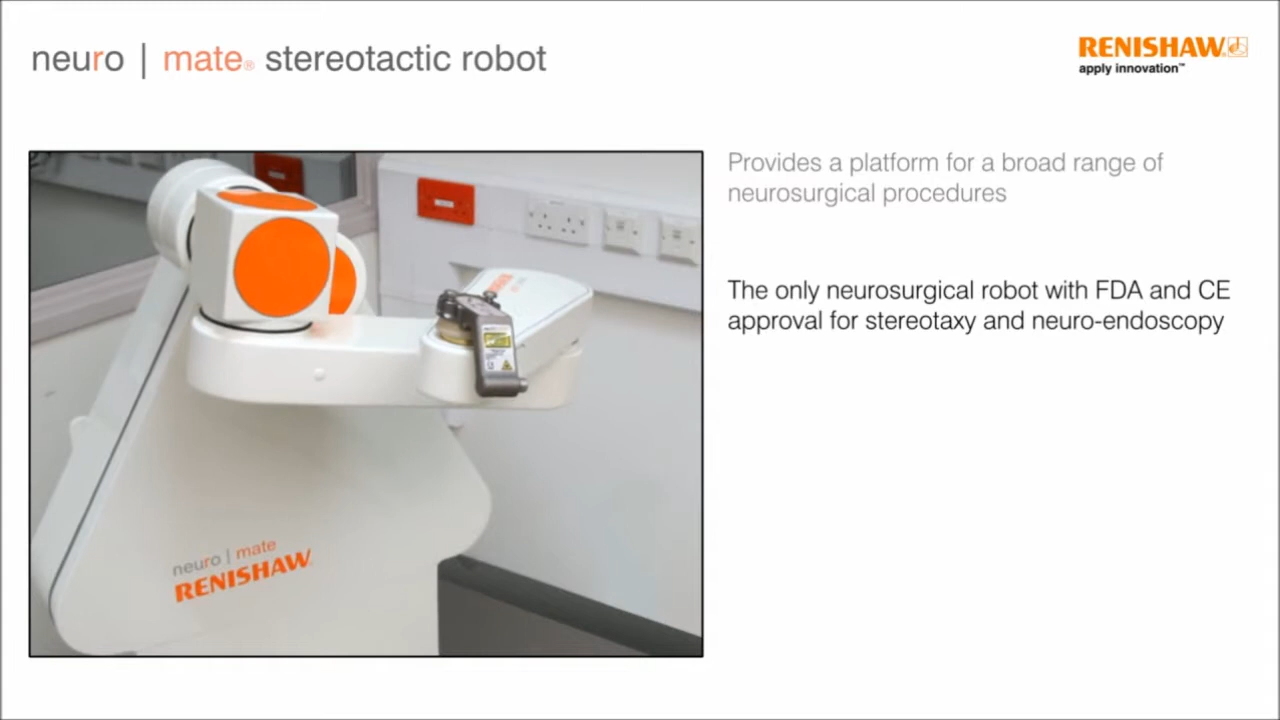 neuro | mate® stereotactic robot
RENISHAW
apply innovation™
Provides a platform for a broad range of
neurosurgical procedures
The only neurosurgical robot with FDA and CE
approval for stereotaxy and neuro-endoscopy
neuro | mate
RENISHAW